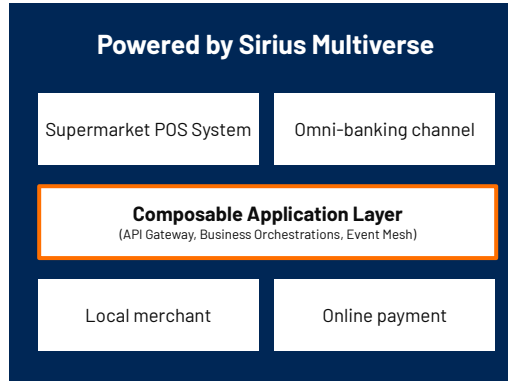 Powered by Sirius Multiverse
Supermarket POS System
Omni-banking channel
Composable Application Layer
(API Gateway, Business Orchestrations, Event Mesh)
Local merchant
Online payment